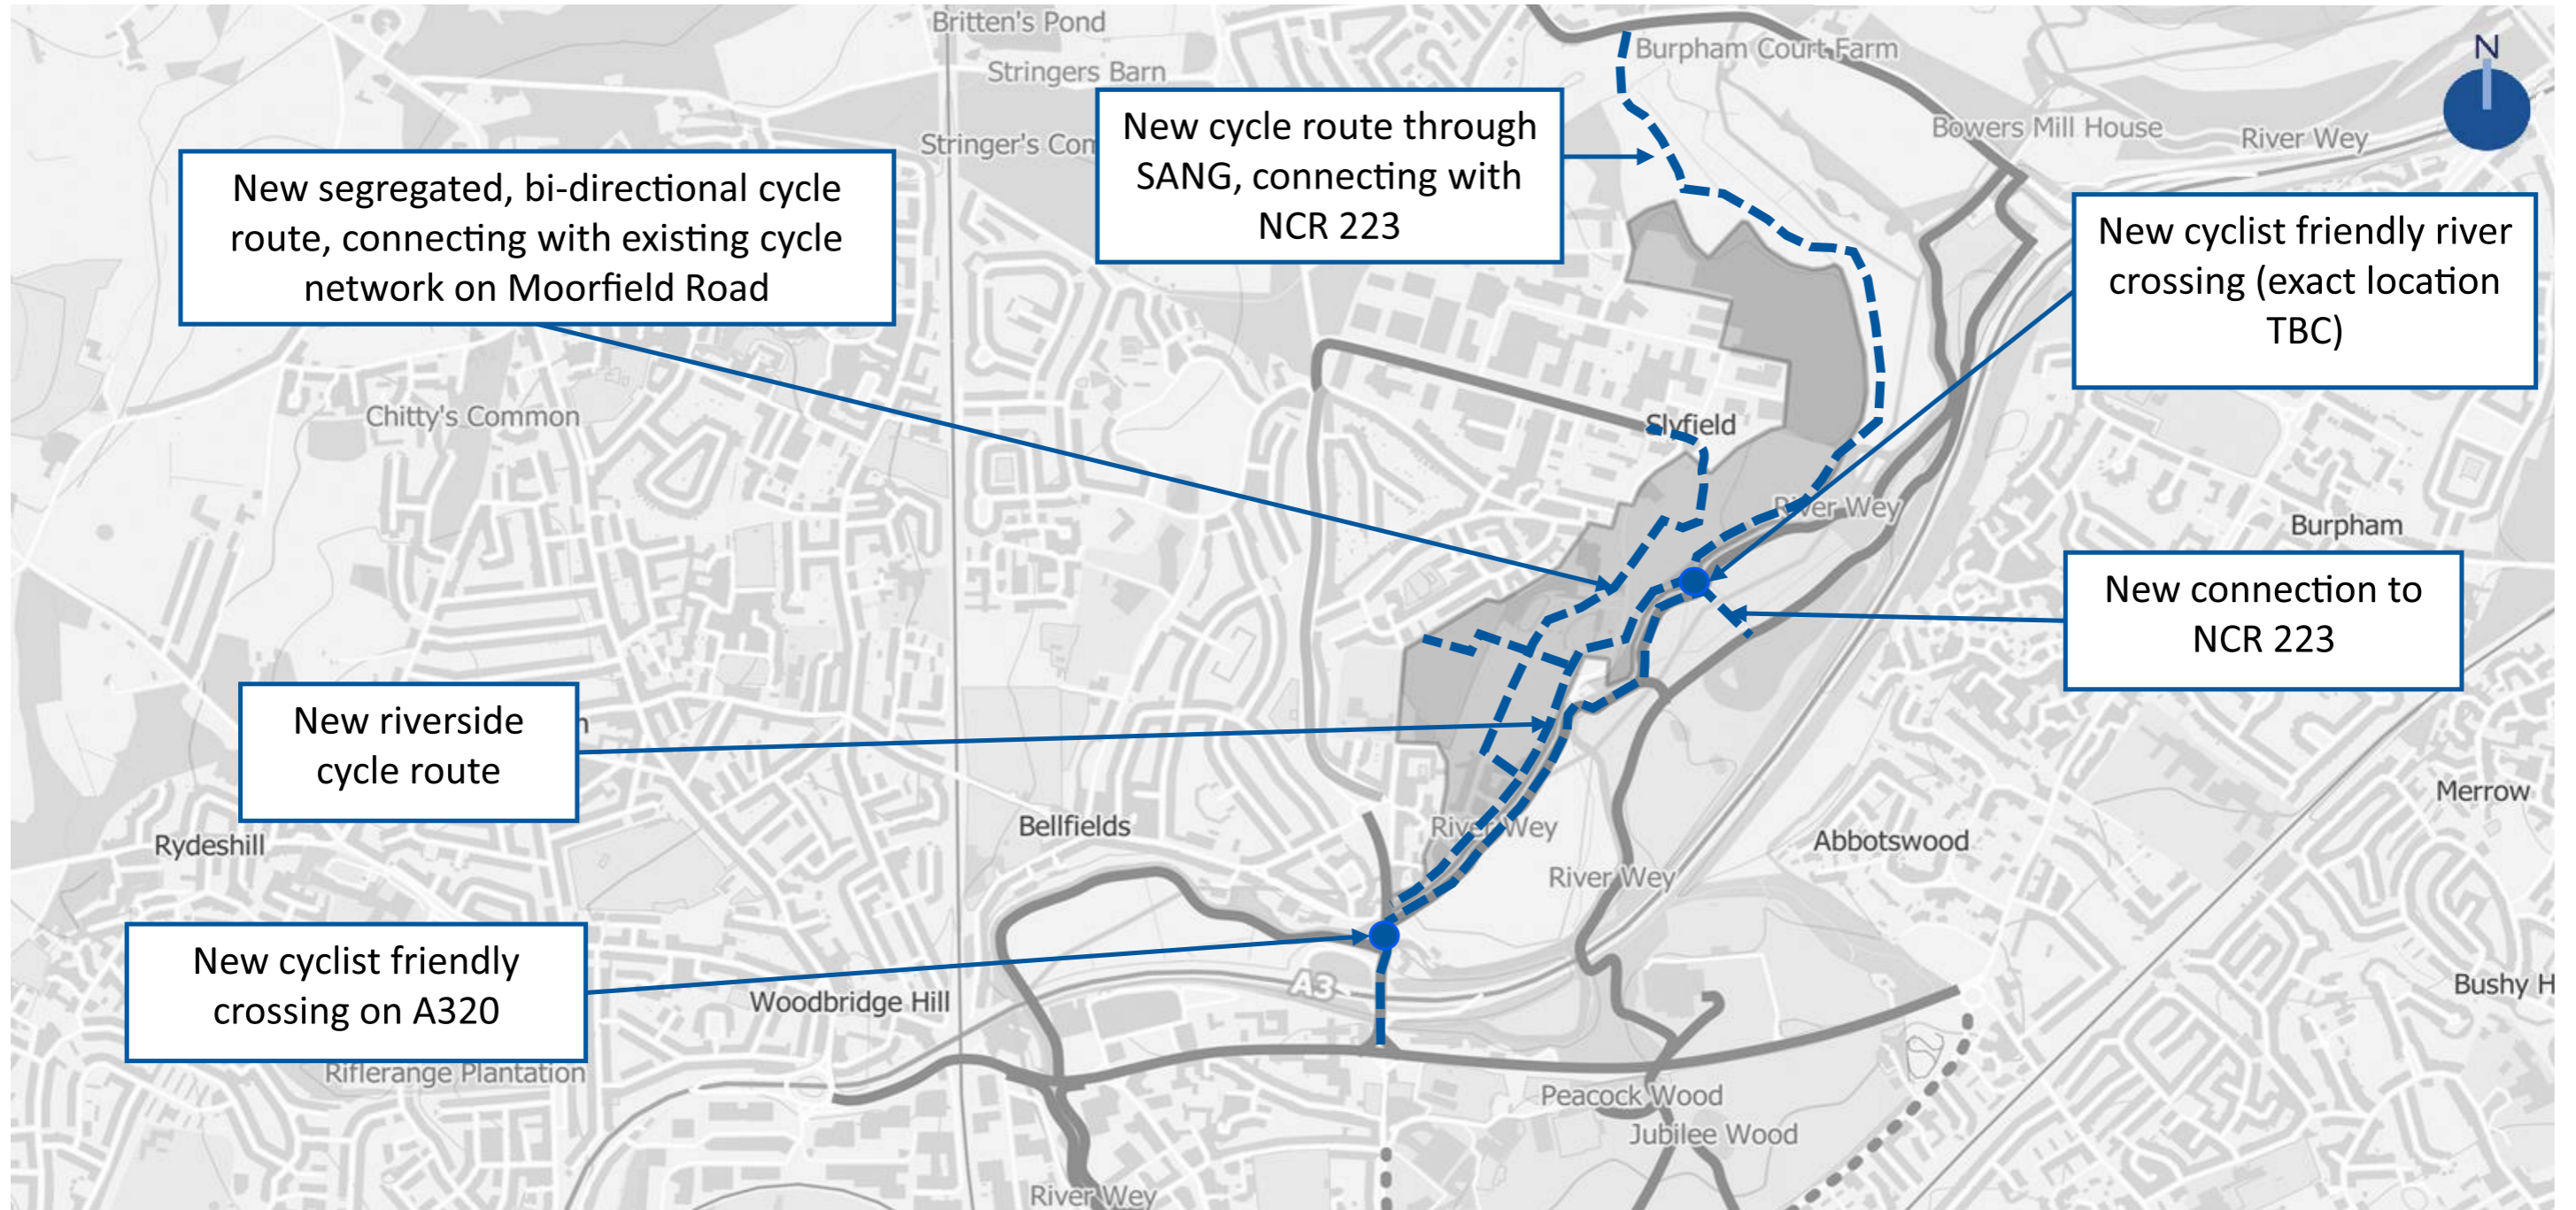 Britten's Pond
Burpham Court Farm
N
Stringers Barn
New cycle route through
SANG, connecting with
NCR 223
Bowers Mill House
River Wey
Stringer's Com
New segregated, bi-directional cycle
route, connecting with existing cycle
network on Moorfield Road
New cyclist friendly river
crossing (exact location
TBC)
Chitty's Common
Slyfield
River Wey
Burpham
New connection to
NCR 223
New riverside
cycle route
Merrow
Rydeshill
Bellfields
River Wey
Abbotswood
River Wey
New cyclist friendly
crossing on A320
A3
Woodbridge Hill
Bushy H
Riflerange Plantation
Peacock Wood
Jubilee Wood
River Wey